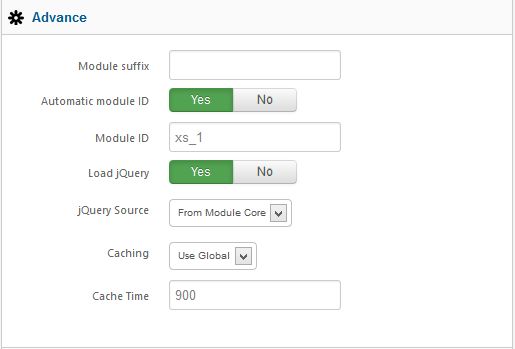 Advance
Module suffix
Automatic module ID Yes No
Module ID xs_1
Load jQuery Yes No
jQuery Source From Module Core
Caching Use Global
Cache Time 900